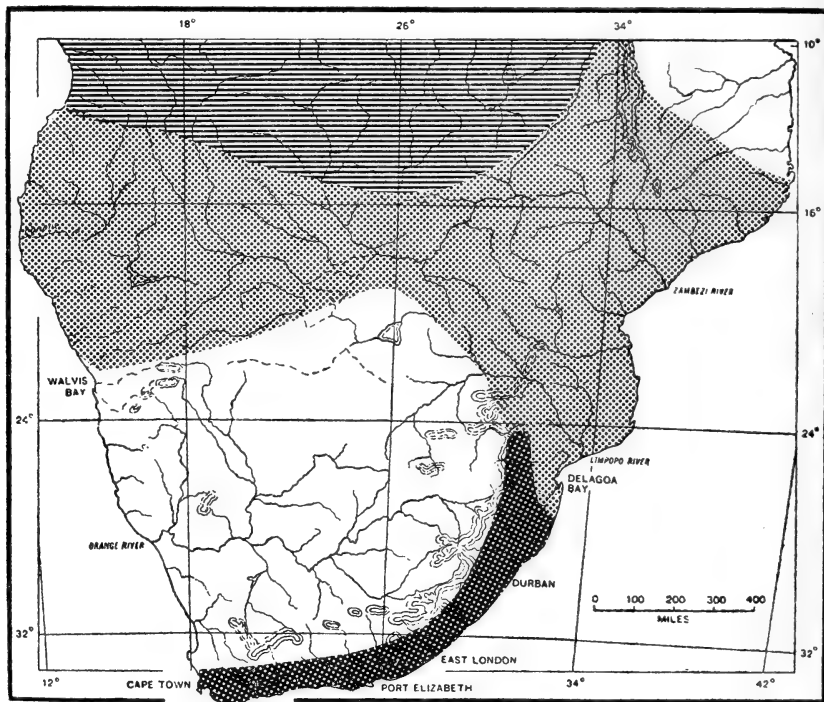 18° 26° 34°
10°
16°
ZAMBEZI RIVER
WALVIS
BAY
24° 24°
LIMPOPO RIVER
DELAGOA
BAY
ORANGE RIVER
DURBAN
0 100 200 300 400
MILES
32° 32°
EAST LONDON
CAPE TOWN PORT ELIZABETH
12° 34° 42°